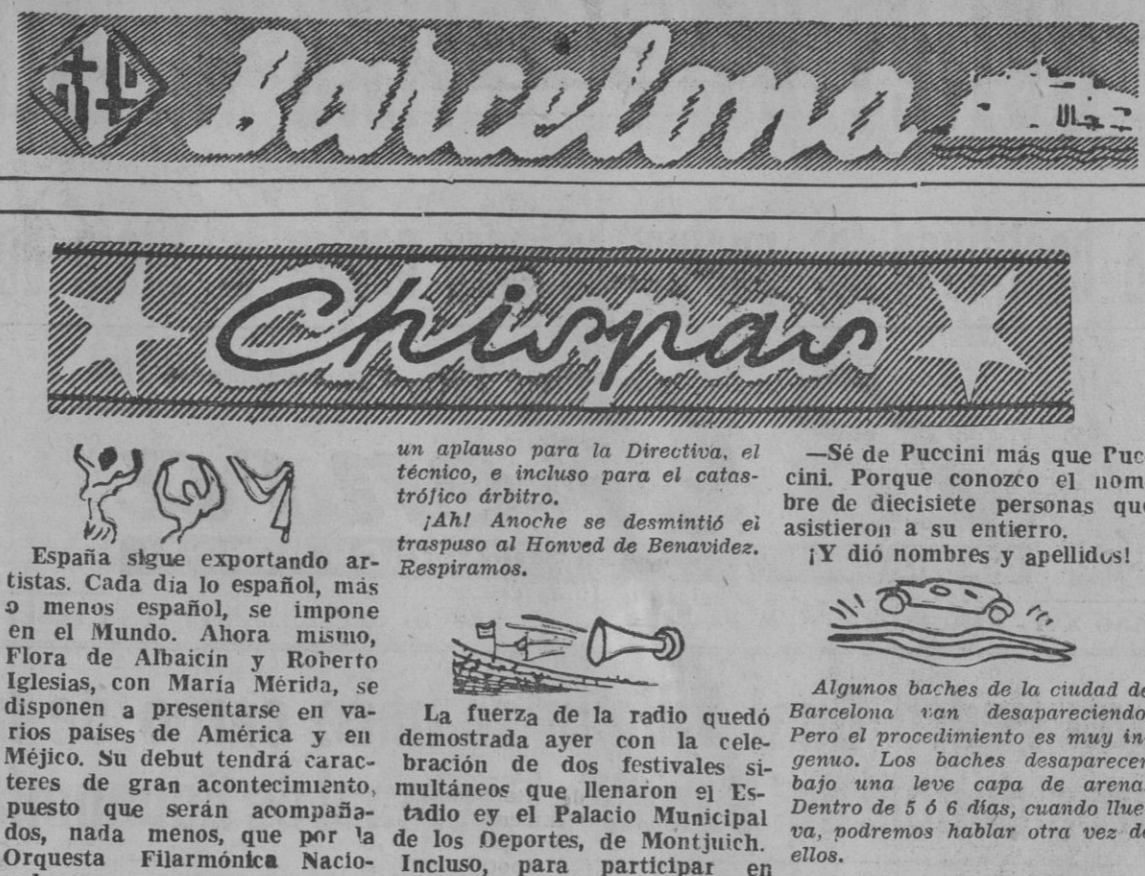 Barcelona
Chispas
España sigue exportando ar-
tistas. Cada día lo español, más
o menos español, se impone
en el Mundo. Ahora mismo,
Flora de Albaicín y Roberto
Iglesias, con María Mérida, se
disponen a presentarse en va-
rios países de América y en
Méjico. Su debut tendrá carac-
teres de gran acontecimiento,
puesto que serán acompaña-
dos, nada menos, que por la
Orquesta Filarmónica Nacio-
un aplauso para la Directiva, el
técnico, e incluso para el catas-
trófico árbitro.
¡Ah! Anoche se desmintió el
traspaso al Honved de Benavidez.
Respiramos.
La fuerza de la radio quedó
demostrada ayer con la cele-
bración de dos festivales si-
multáneos que llenaron el Es-
tadio ey el Palacio Municipal
de los Deportes, de Montjuich.
Incluso, para participar en
—Sé de Puccini más que Puc-
cini. Porque conozco el nom-
bre de diecisiete personas que
asistieron a su entierro.
¡Y dió nombres y apellidos!
Algunos baches de la ciudad de
Barcelona van desapareciendo.
Pero el procedimiento es muy in-
genuo. Los baches desaparecen
bajo una leve capa de arena.
Dentro de 5 ó 6 días, cuando llue-
va, podremos hablar otra vez de
ellos.